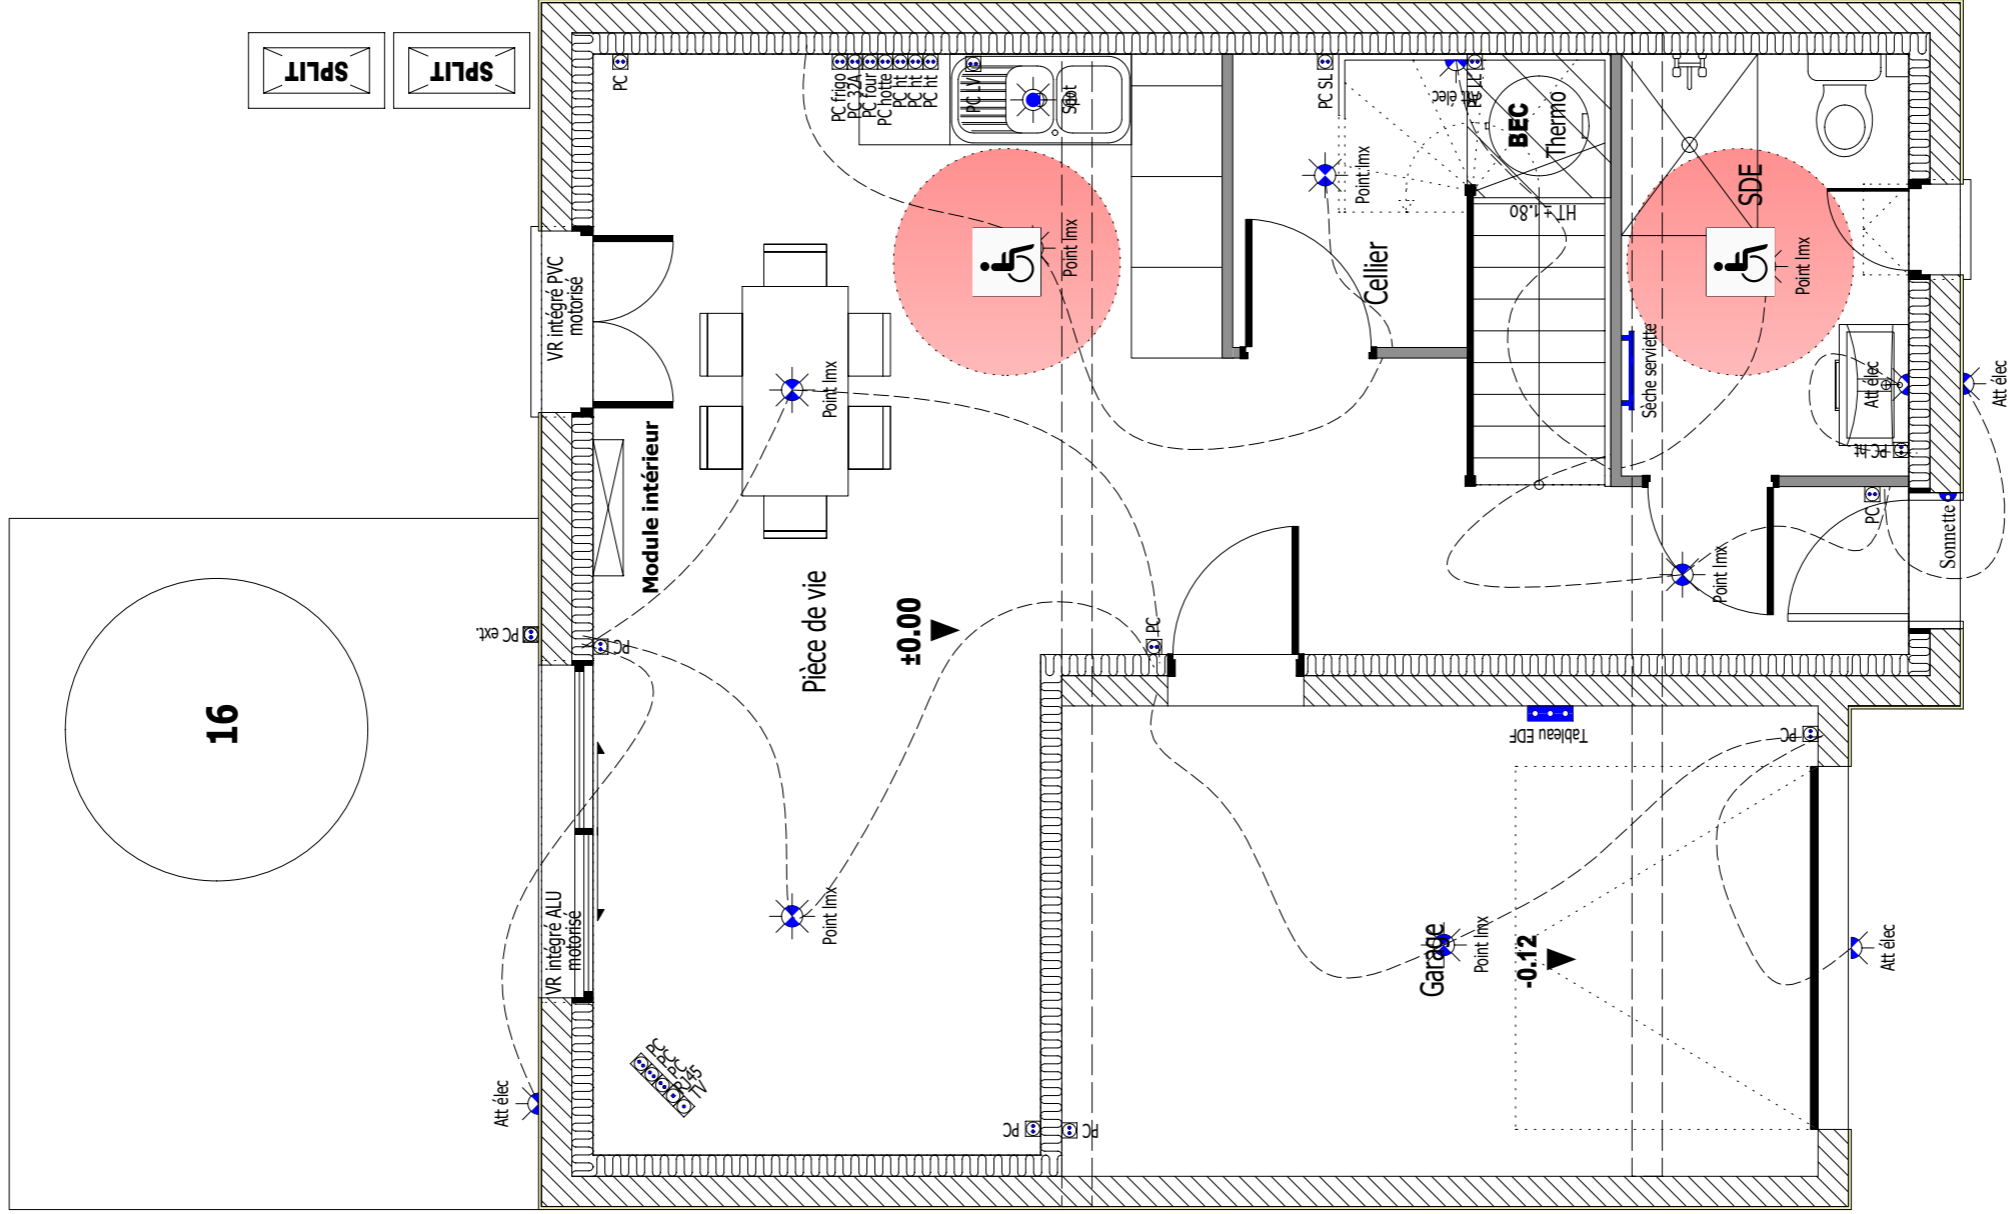 SPLIT
SPLIT
16
PC ext.
Att élec
VR intégré PVC
motorisé
VR intégré ALU
motorisé
Module intérieur
PC
PC
PC
PC
PC
RJ45
TV
Pièce de vie
±0.00
Point lmx
Point lmx
PC frigo
PC 32A
PC four
PC hotte
PC ht
PC ht
PC ht
PC LV
Spot
Point lmx
PC
PC
PC
PC SL
Point lmx
Cellier
Att élec
PC LL
BEC
Thermo
HT = 1.80
SDE
Point lmx
Sèche serviette
Att élec
PC ht
Att élec
PC
Sonnette
Point lmx
Tableau EDF
PC
Garage
Point lmx
-0.12
Att élec